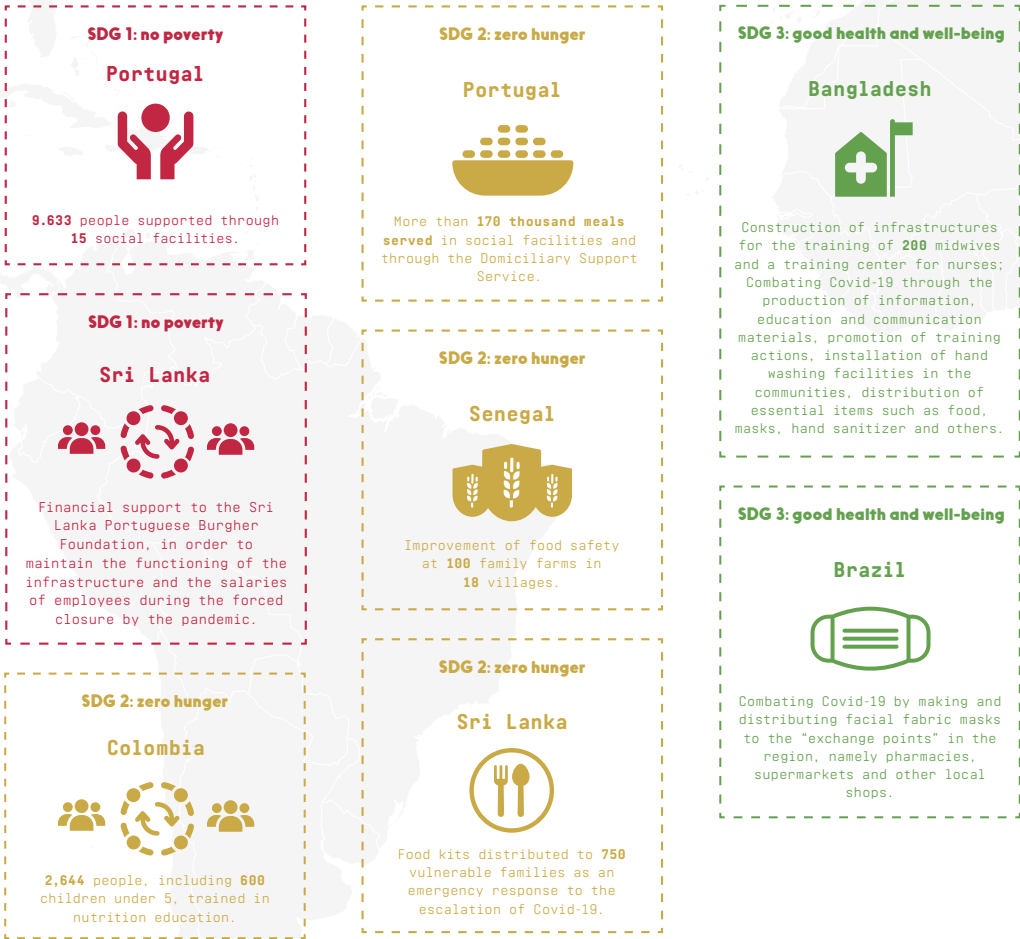 SDG 1: no poverty
Portugal
9.633 people supported through
15 social facilities.
SDG 1: no poverty
Sri Lanka
Financial support to the Sri
Lanka Portuguese Burgher
Foundation, in order to
maintain the functioning of the
infrastructure and the salaries
of employees during the forced
closure by the pandemic.
SDG 2: zero hunger
Colombia
2,644 people, including 600
children under 5, trained in
nutrition education.
SDG 2: zero hunger
Portugal
More than 170 thousand meals
served in social facilities and
through the Domiciliary Support
Service.
SDG 2: zero hunger
Senegal
Improvement of food safety
at 100 family farms in
18 villages.
SDG 2: zero hunger
Sri Lanka
Food kits distributed to 750
vulnerable families as an
emergency response to the
escalation of Covid-19.
SDG 3: good health and well-being
Bangladesh
Construction of infrastructures
for the training of 200 midwives
and a training center for nurses;
Combating Covid-19 through the
production of information,
education and communication
materials, promotion of training
actions, installation of hand
washing facilities in the
communities, distribution of
essential items such as food,
masks, hand sanitizer and others.
SDG 3: good health and well-being
Brazil
Combating Covid-19 by making and
distributing facial fabric masks
to the “exchange points” in the
region, namely pharmacies,
supermarkets and other local
shops.